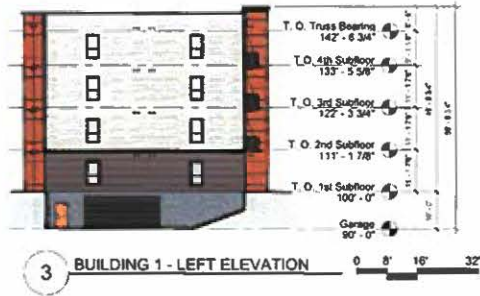 T. O. Truss Bearing
142' - 6 3/4"
T. O. 4th Subfloor
133' - 5 5/8"
T. O. 3rd Subfloor
122' - 3 3/4"
T. O. 2nd Subfloor
111' - 1 7/8"
T. O. 1st Subfloor
100' - 0"
Garage
90' - 0"
3 BUILDING 1 - LEFT ELEVATION
0 8' 16' 32'